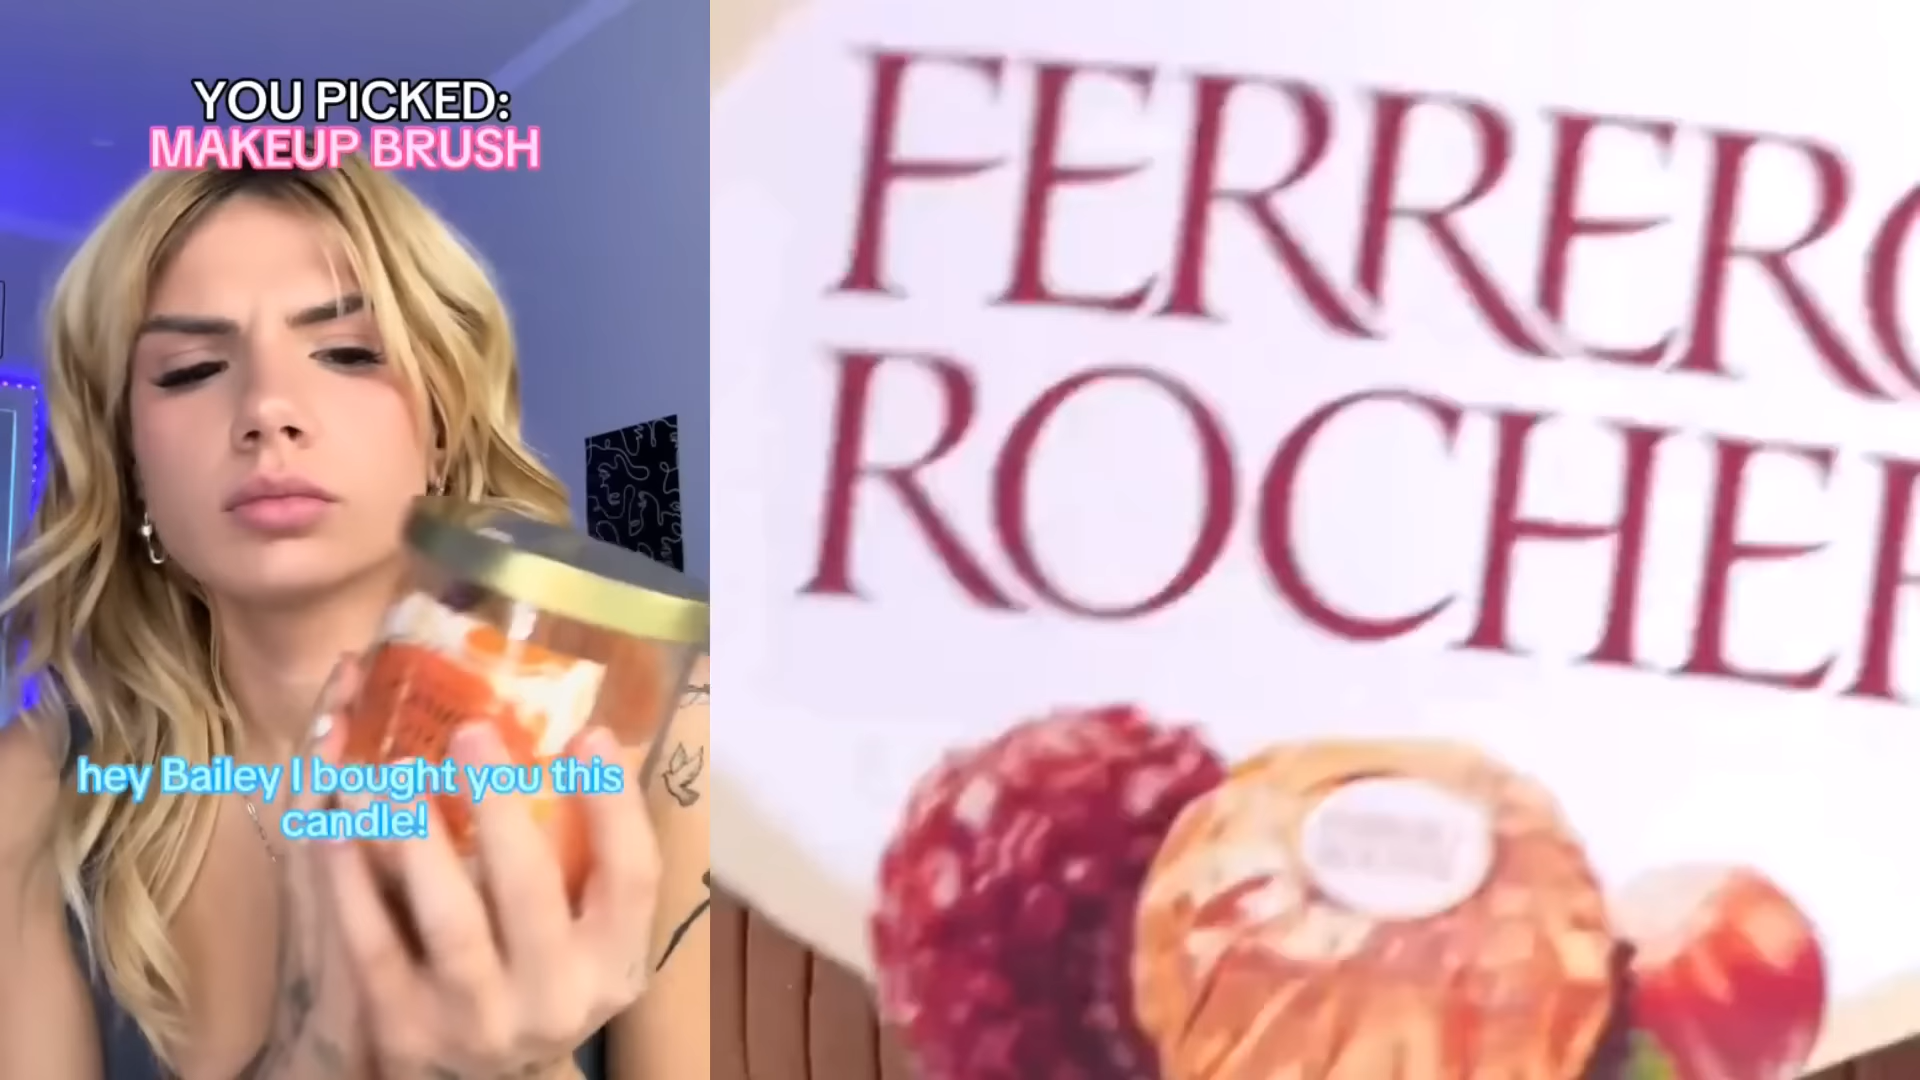 YOU PICKED:
MAKEUP BRUSH
hey Bailey I bought you this
candle!
FERRERO
ROCHER